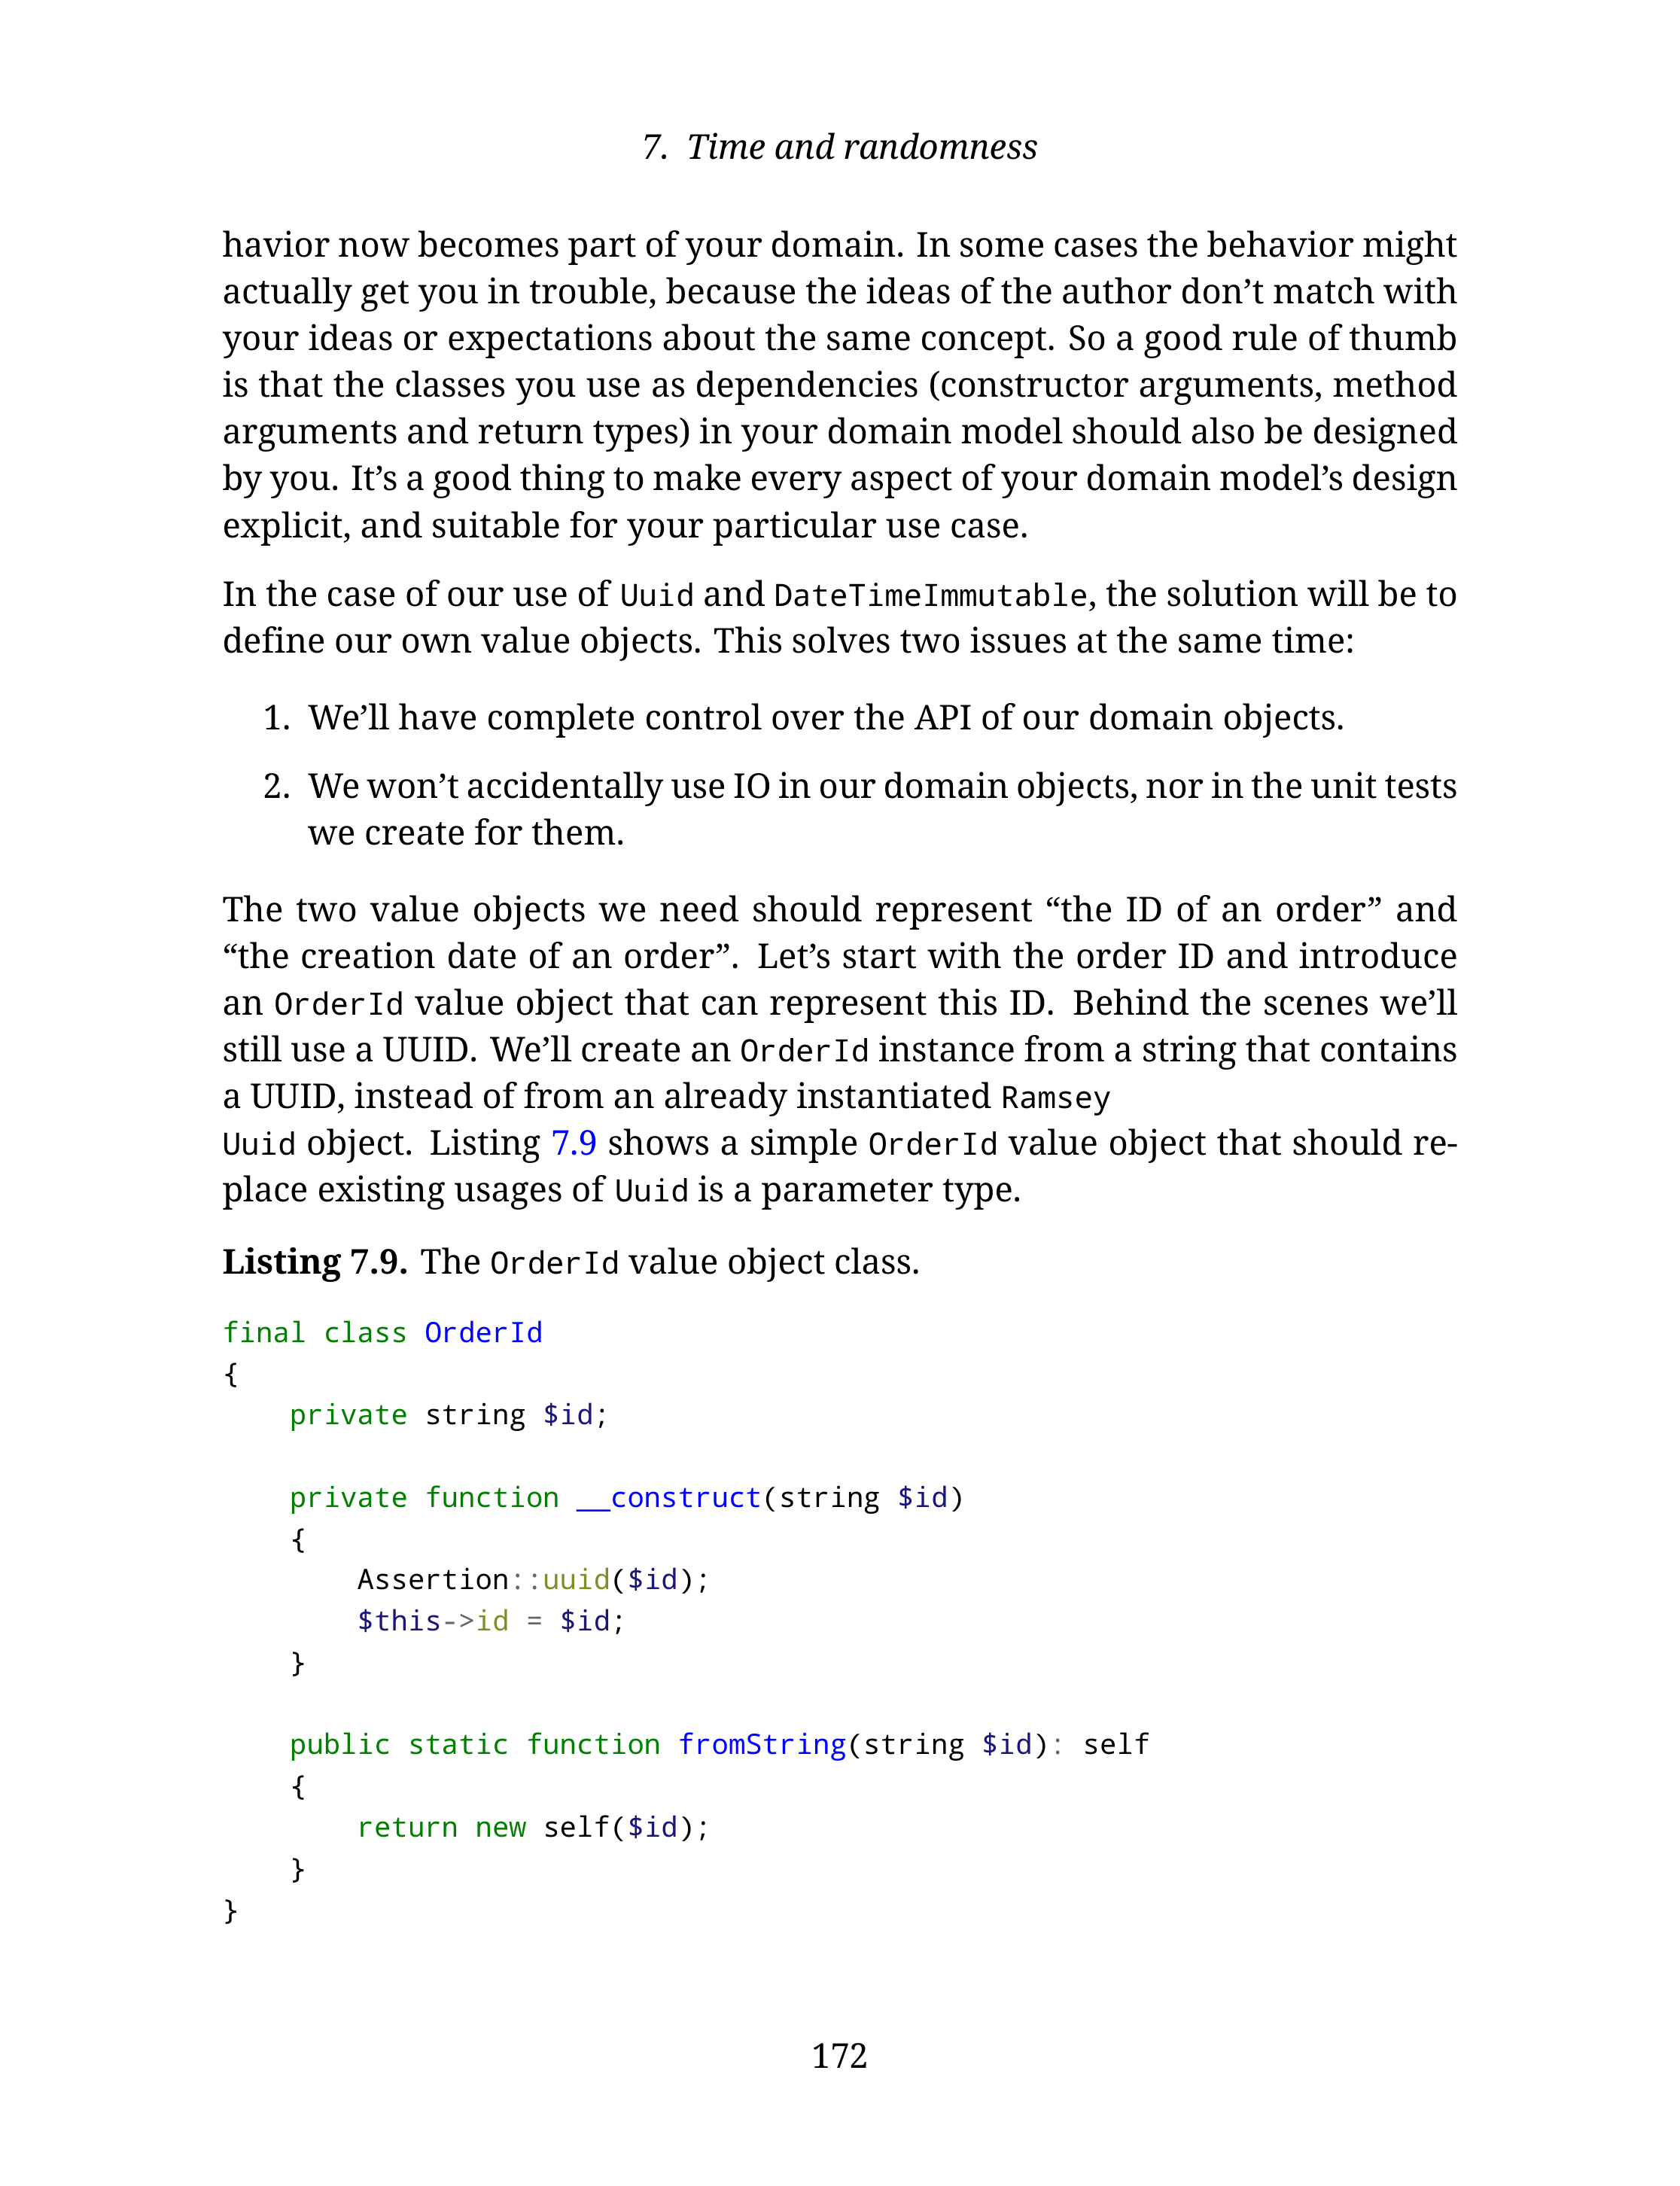 7. Time and randomness
havior now becomes part of your domain. In some cases the behavior might
actually get you in trouble, because the ideas of the author don’t match with
your ideas or expectations about the same concept. So a good rule of thumb
is that the classes you use as dependencies (constructor arguments, method
arguments and return types) in your domain model should also be designed
by you. It’s a good thing to make every aspect of your domain model’s design
explicit, and suitable for your particular use case.
In the case of our use of Uuid and DateTimeImmutable, the solution will be to
define our own value objects. This solves two issues at the same time:
1. We’ll have complete control over the API of our domain objects.
2. We won’t accidentally use IO in our domain objects, nor in the unit tests
we create for them.
The two value objects we need should represent “the ID of an order” and
“the creation date of an order”. Let’s start with the order ID and introduce
an OrderId value object that can represent this ID. Behind the scenes we’ll
still use a UUID. We’ll create an OrderId instance from a string that contains
a UUID, instead of from an already instantiated Ramsey
Uuid object. Listing 7.9 shows a simple OrderId value object that should re-
place existing usages of Uuid is a parameter type.
Listing 7.9. The OrderId value object class.
final class OrderId
{
    private string $id;

    private function __construct(string $id)
    {
        Assertion::uuid($id);
        $this->id = $id;
    }

    public static function fromString(string $id): self
    {
        return new self($id);
    }
}
172